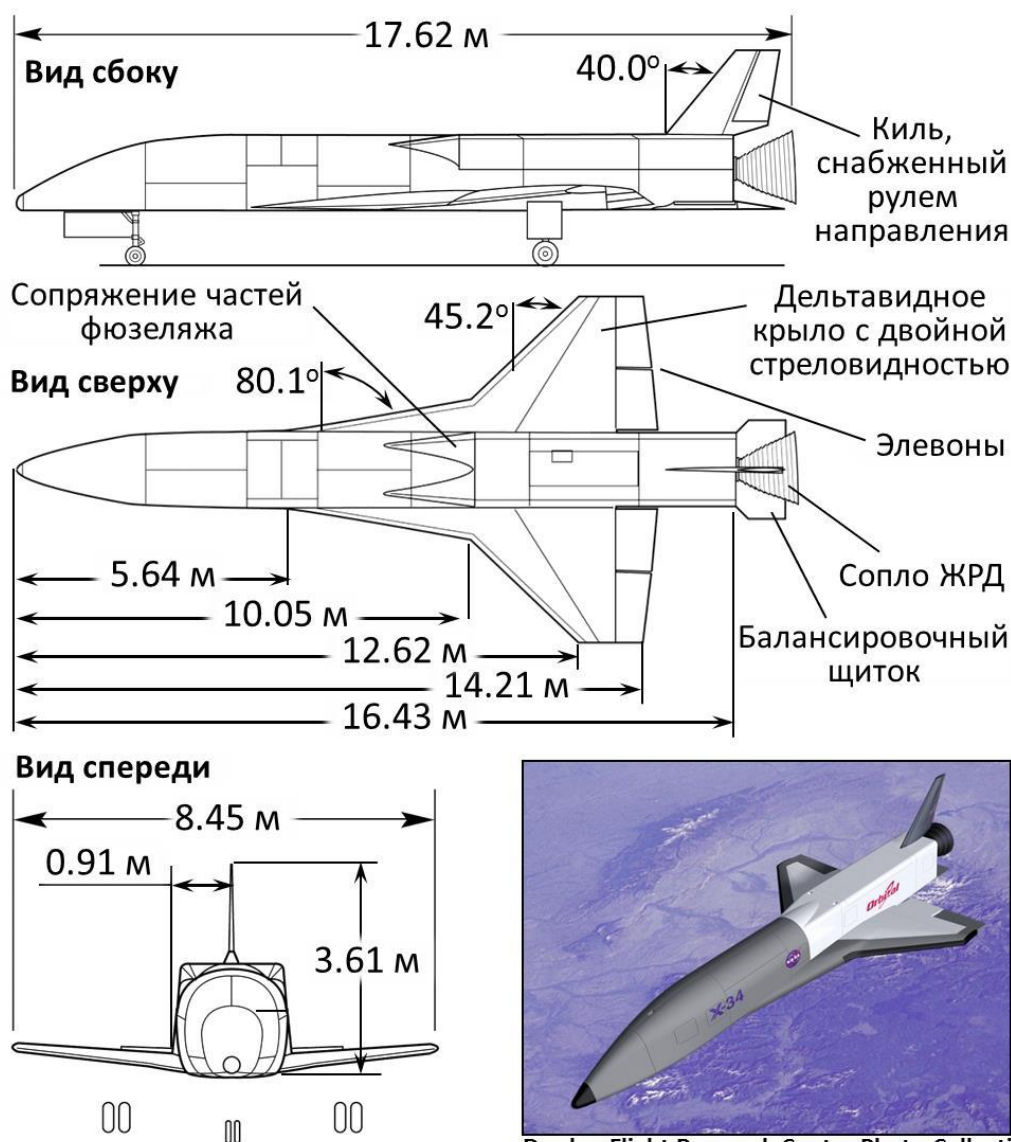 17.62 м
Вид сбоку
40.0°
Киль,
снабженный
рулем
направления
Сопряжение частей
фюзеляжа
45.2°
Дельтавидное
крыло с двойной
стреловидностью
Вид сверху
80.1°
Элевоны
5.64 м
Сопло ЖРД
10.05 м
Балансировочный
щиток
12.62 м
14.21 м
16.43 м
Вид спереди
8.45 м
0.91 м
3.61 м
Orbital
NASA
X-34